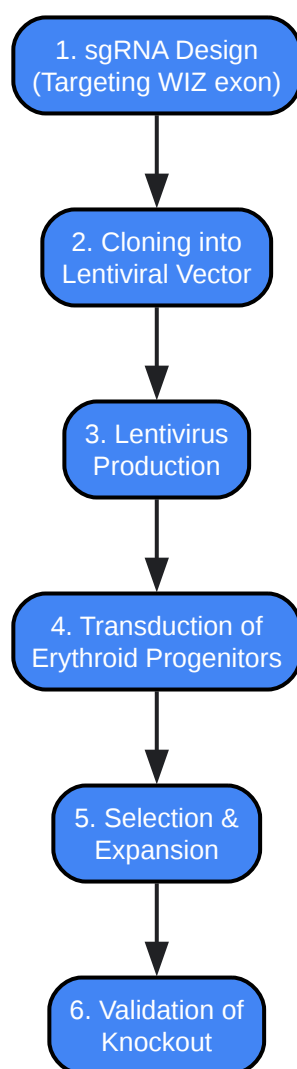 1. sgRNA Design
(Targeting WIZ exon)
2. Cloning into
Lentiviral Vector
3. Lentivirus
Production
4. Transduction of
Erythroid Progenitors
5. Selection &
Expansion
6. Validation of
Knockout